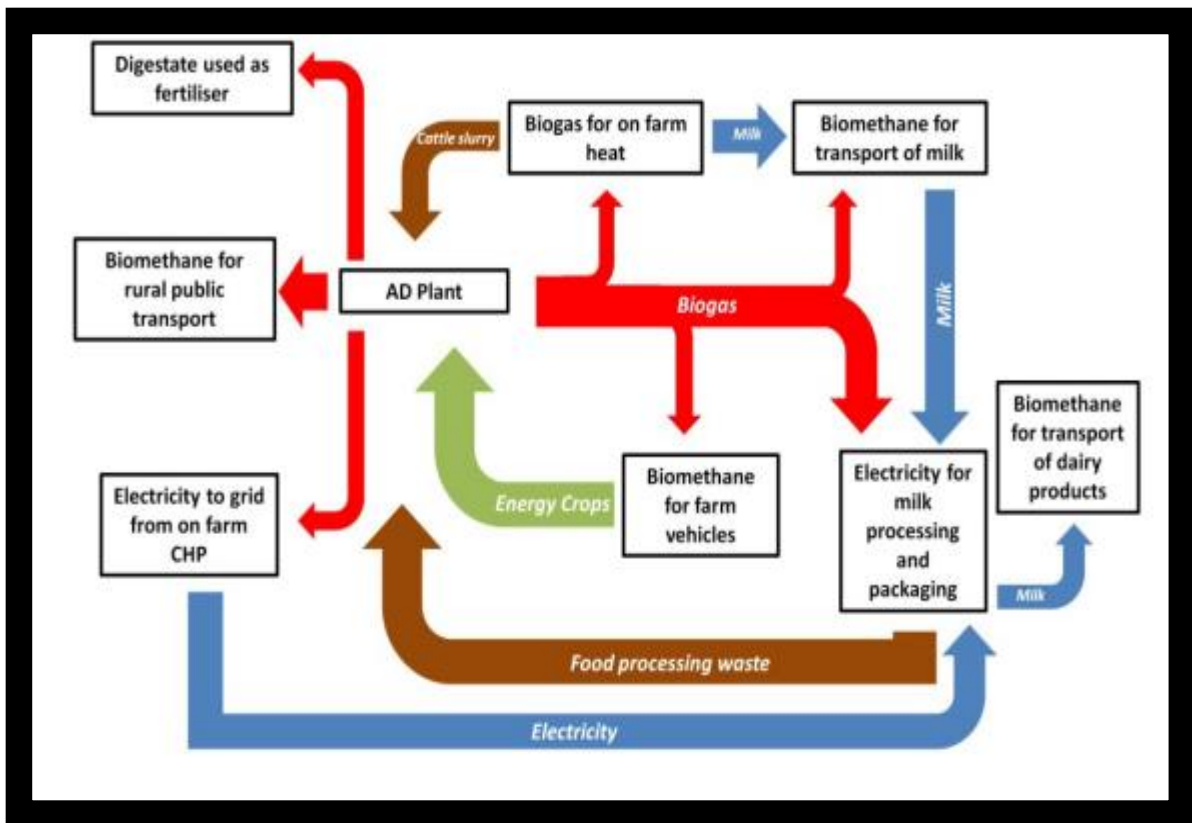 Digestate used as
fertiliser
Cattle slurry
Biogas for on farm
heat
Milk
Biomethane for
transport of milk
Biomethane for
rural public
transport
AD Plant
Biogas
Milk
Biomethane
for transport
of dairy
products
Electricity to grid
from on farm
CHP
Energy Crops
Biomethane
for farm
vehicles
Electricity for
milk
processing
and
packaging
Milk
Food processing waste
Electricity